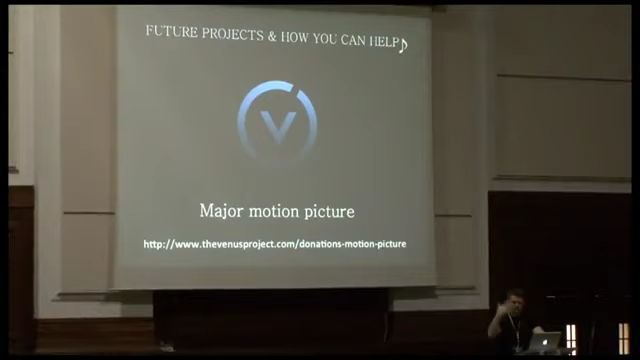 FUTURE PROJECTS & HOW YOU CAN HELP
V
Major motion picture
http://www.thevenusproject.com/donations-motion-picture